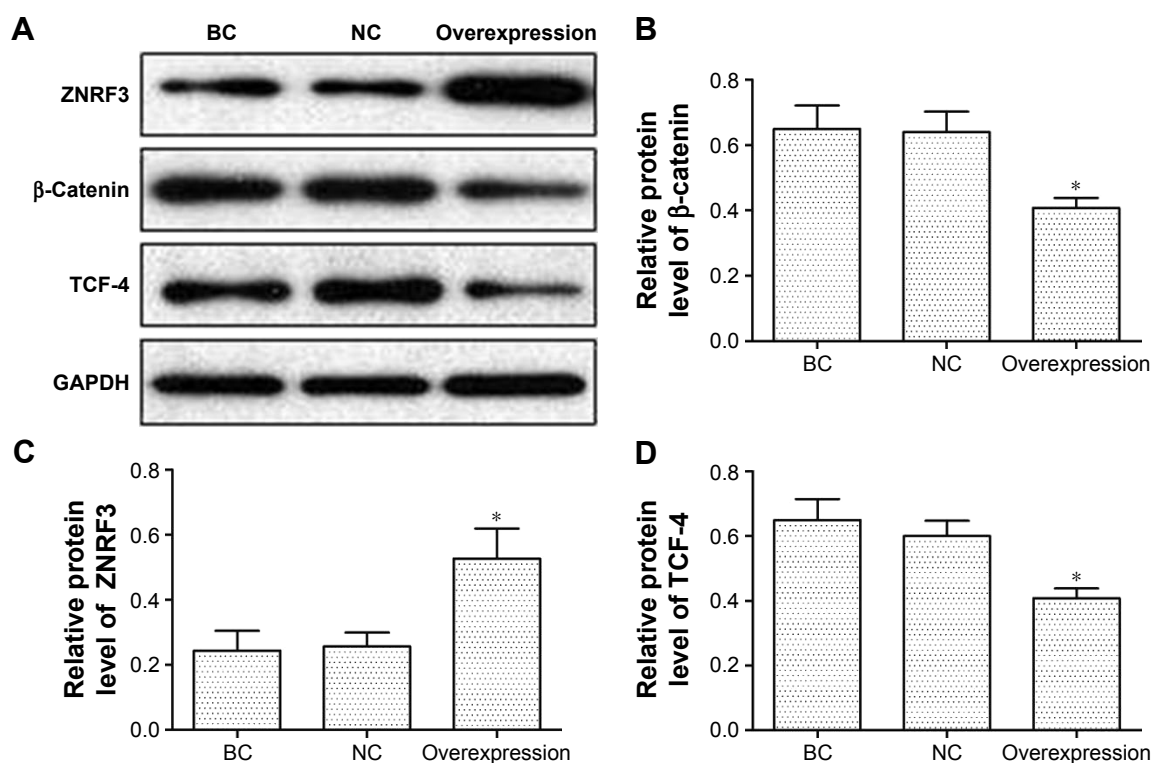 A
BC NC Overexpression
ZNRF3
β-Catenin
TCF-4
GAPDH
B
Relative protein
level of β-catenin
0.8
0.6
0.4
0.2
0.0
*
BC NC Overexpression
C
Relative protein
level of ZNRF3
0.8
0.6
0.4
0.2
0.0
*
BC NC Overexpression
D
Relative protein
level of TCF-4
0.8
0.6
0.4
0.2
0.0
*
BC NC Overexpression